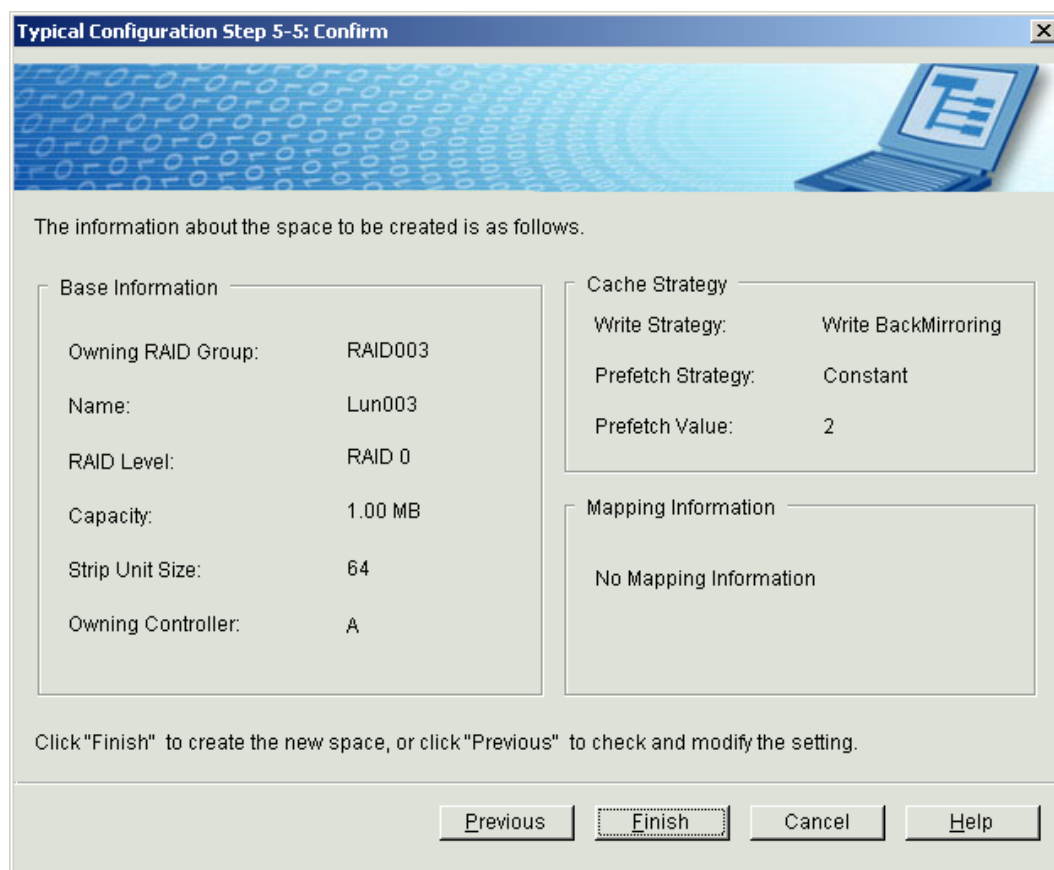 Typical Configuration Step 5-5: Confirm
The information about the space to be created is as follows.
Base Information
Owning RAID Group: RAID003
Name: Lun003
RAID Level: RAID 0
Capacity: 1.00 MB
Strip Unit Size: 64
Owning Controller: A
Cache Strategy
Write Strategy: Write BackMirroring
Prefetch Strategy: Constant
Prefetch Value: 2
Mapping Information
No Mapping Information
Click "Finish" to create the new space, or click "Previous" to check and modify the setting.
Previous Finish Cancel Help